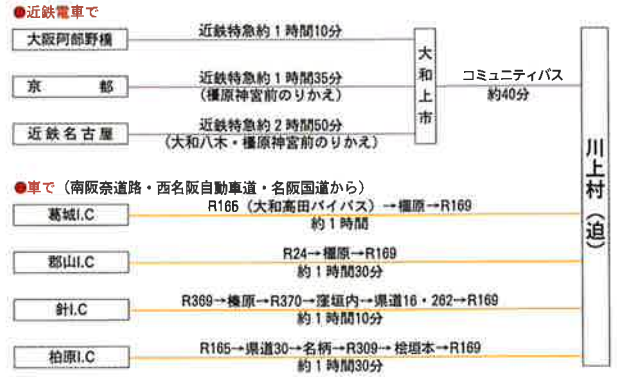 ●近鉄電車で
大阪阿部野橋
近鉄特急約1時間10分
京都
近鉄特急約1時間35分
(橿原神宮前のりかえ)
近鉄名古屋
近鉄特急約2時間50分
(大和八木・橿原神宮前のりかえ)
大和上市
コミュニティバス
約40分
川上村(迫)
●車で(南阪奈道路・西名阪自動車道・名阪国道から)
葛城I.C
R166(大和高田バイパス)→橿原→R169
約1時間
郡山I.C
R24→橿原→R169
約1時間30分
針I.C
R369→榛原→R370→窪垣内→県道16・262→R169
約1時間10分
柏原I.C
R165→県道30→名柄→R309→桧垣本→R169
約1時間30分